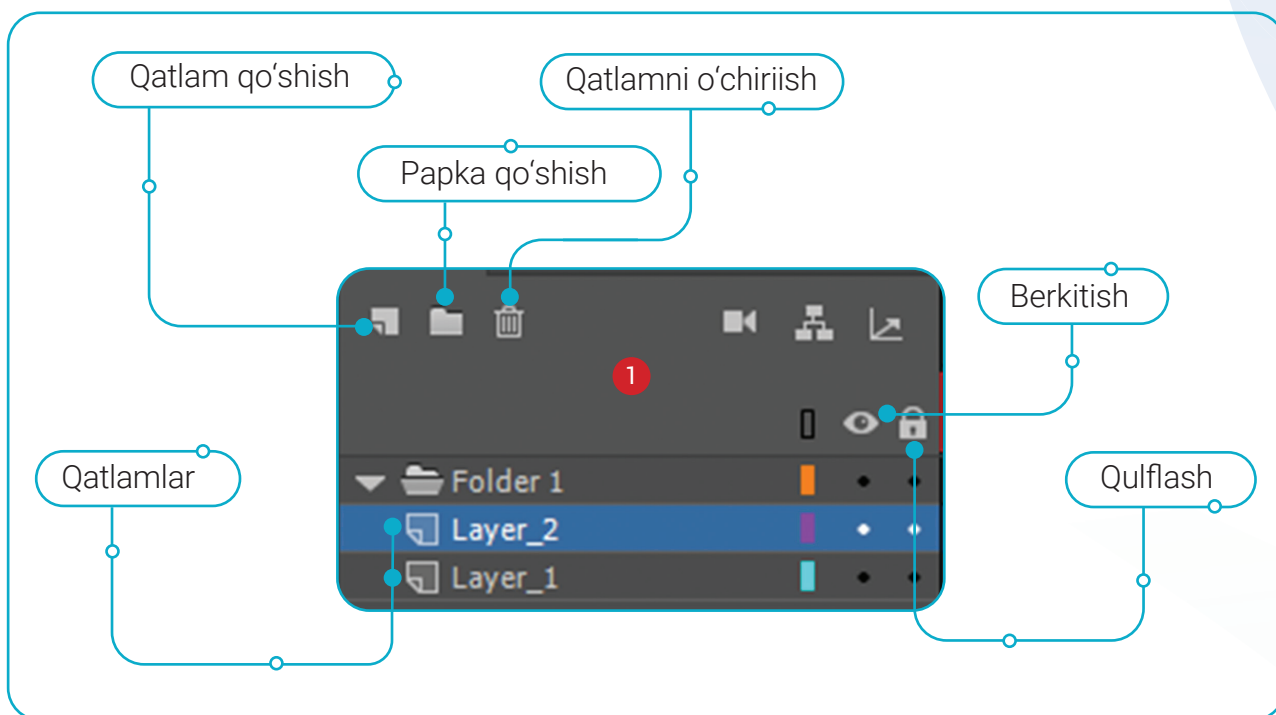 Qatlam qo‘shish
Qatlamni o‘chiriish
Papka qo‘shish
Berkitish
1
Qatlamlar
Qulflash
Folder 1
Layer_2
Layer_1